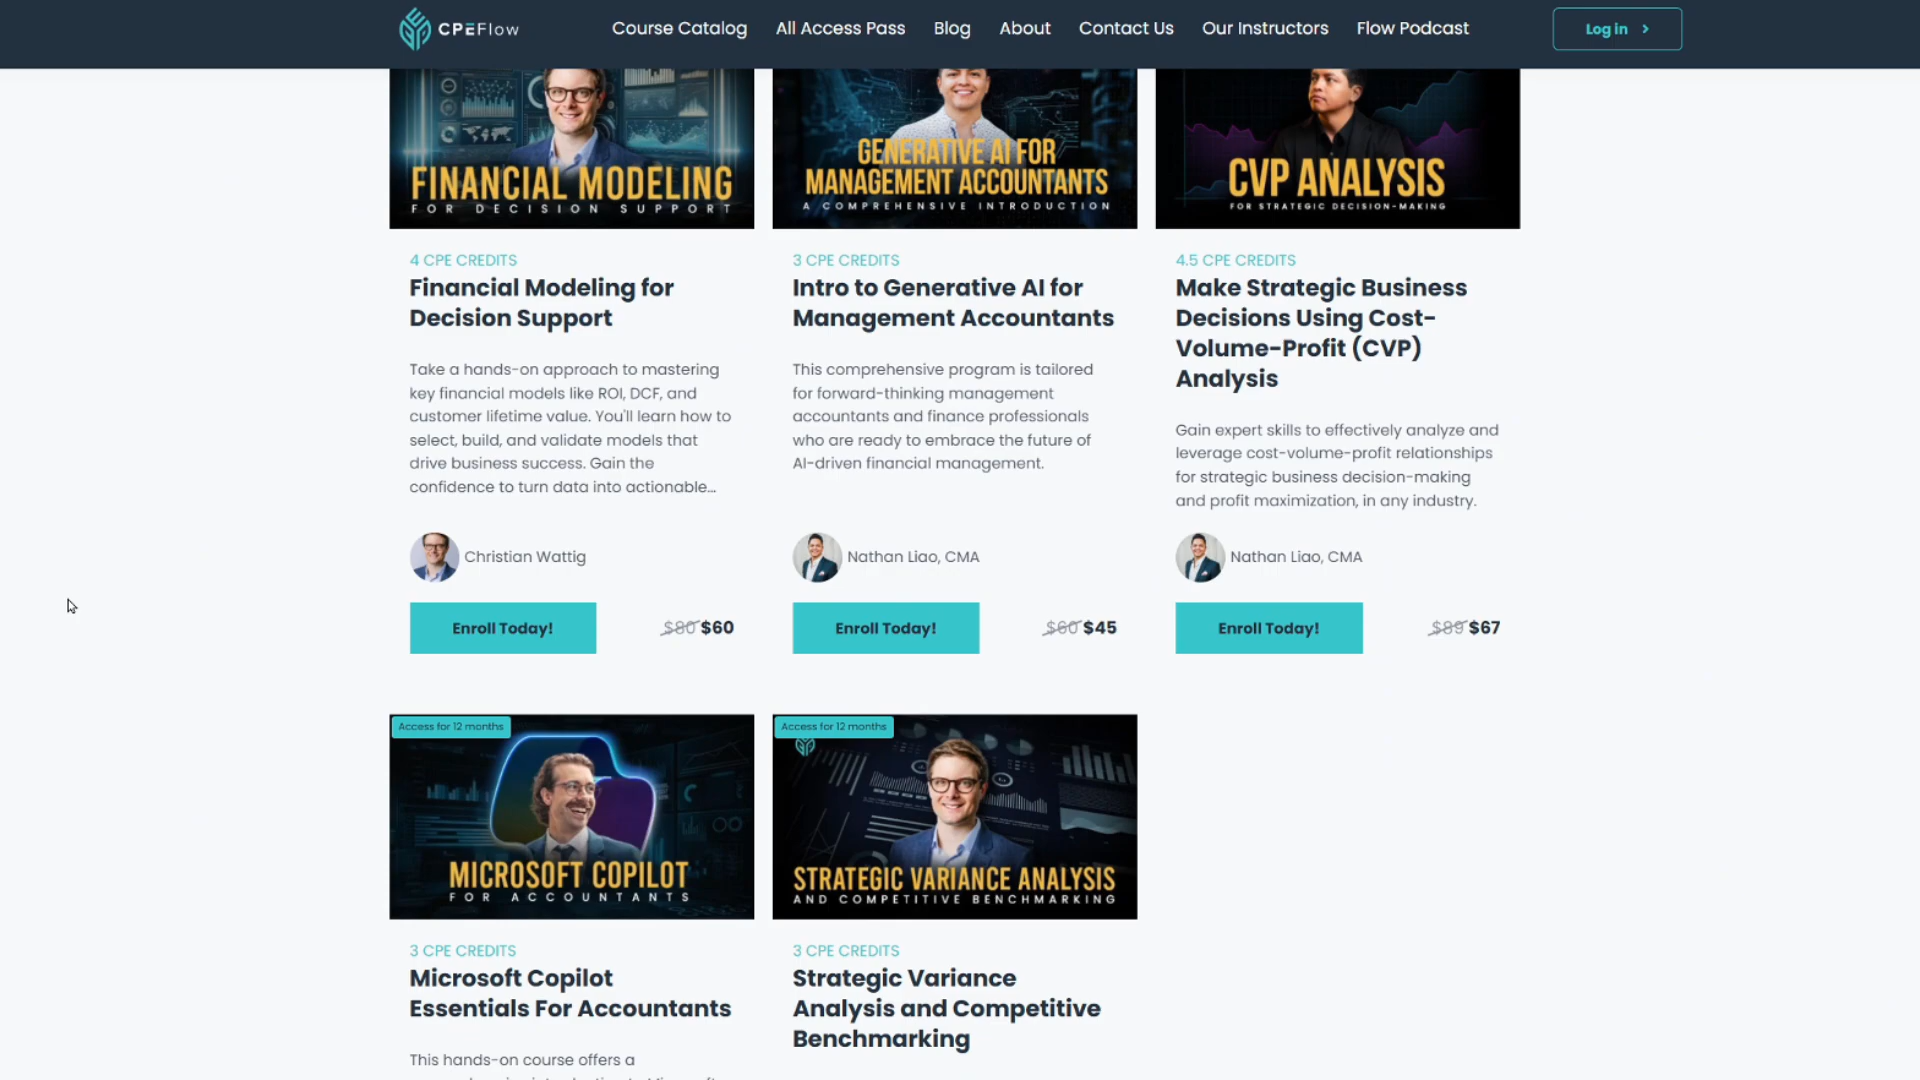 CPEFlow
Course Catalog
All Access Pass
Blog
About
Contact Us
Our Instructors
Flow Podcast
Log in
FINANCIAL MODELING
FOR DECISION SUPPORT
GENERATIVE AI FOR
MANAGEMENT ACCOUNTANTS
A COMPREHENSIVE INTRODUCTION
CVP ANALYSIS
FOR STRATEGIC DECISION-MAKING
4 CPE CREDITS
Financial Modeling for
Decision Support
Take a hands-on approach to mastering
key financial models like ROI, DCF, and
customer lifetime value. You'll learn how to
select, build, and validate models that
drive business success. Gain the
confidence to turn data into actionable...
Christian Wattig
Enroll Today!
$80 $60
3 CPE CREDITS
Intro to Generative AI for
Management Accountants
This comprehensive program is tailored
for forward-thinking management
accountants and finance professionals
who are ready to embrace the future of
AI-driven financial management.
Nathan Liao, CMA
Enroll Today!
$60 $45
4.5 CPE CREDITS
Make Strategic Business
Decisions Using Cost-
Volume-Profit (CVP)
Analysis
Gain expert skills to effectively analyze and
leverage cost-volume-profit relationships
for strategic business decision-making
and profit maximization, in any industry.
Nathan Liao, CMA
Enroll Today!
$89 $67
Access for 12 months
MICROSOFT COPILOT
FOR ACCOUNTANTS
3 CPE CREDITS
Microsoft Copilot
Essentials For Accountants
This hands-on course offers a
Access for 12 months
STRATEGIC VARIANCE ANALYSIS
AND COMPETITIVE BENCHMARKING
3 CPE CREDITS
Strategic Variance
Analysis and Competitive
Benchmarking